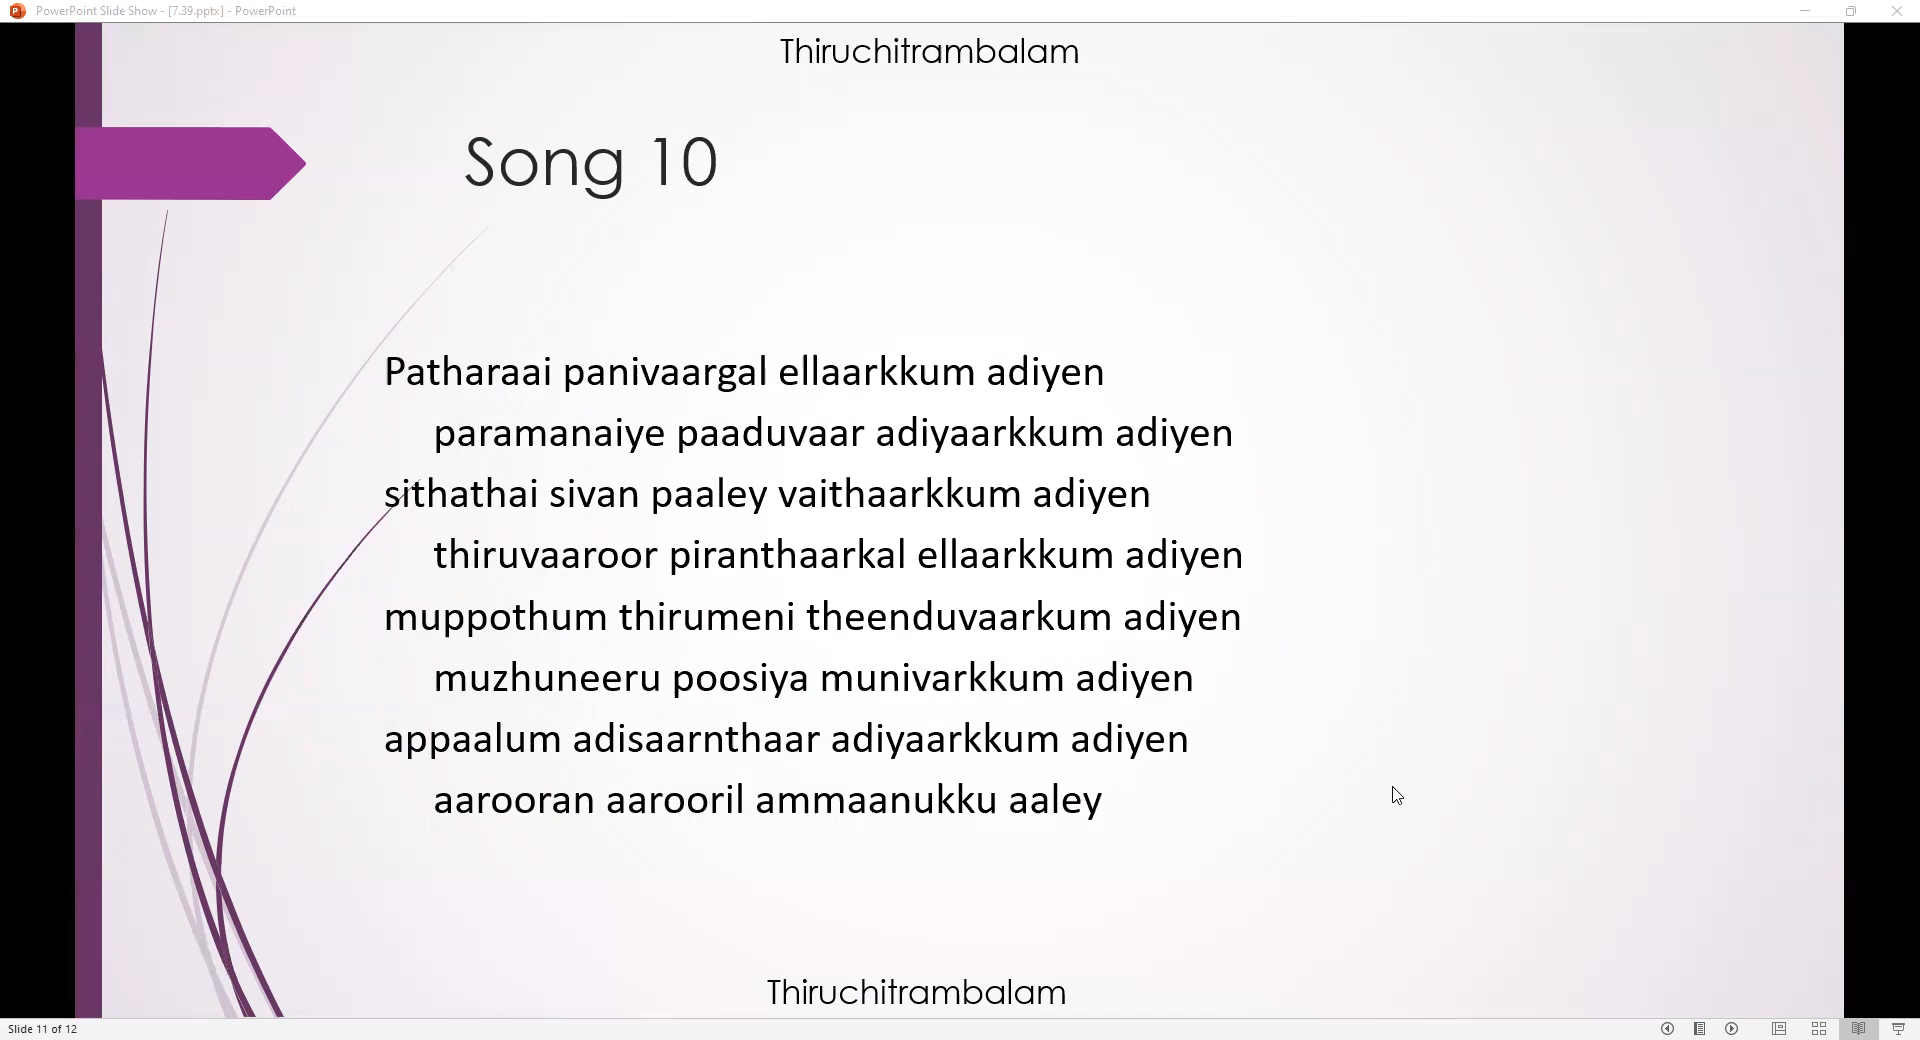 PowerPoint Slide Show - [7.39.pptx] - PowerPoint
Thiruchitrambalam
Song 10
Patharaai panivaargal ellaarkkum adiyen
paramanaiye paaduvaar adiyaarkkum adiyen
sithathai sivan paaley vaithaarkkum adiyen
thiruvaaroor piranthaarkal ellaarkkum adiyen
muppothum thirumeni theenduvaarkum adiyen
muzhuneeru poosiya munivarkkum adiyen
appaalum adisaarnthaar adiyaarkkum adiyen
aarooran aarooril ammaanukku aaley
Thiruchitrambalam
Slide 11 of 12